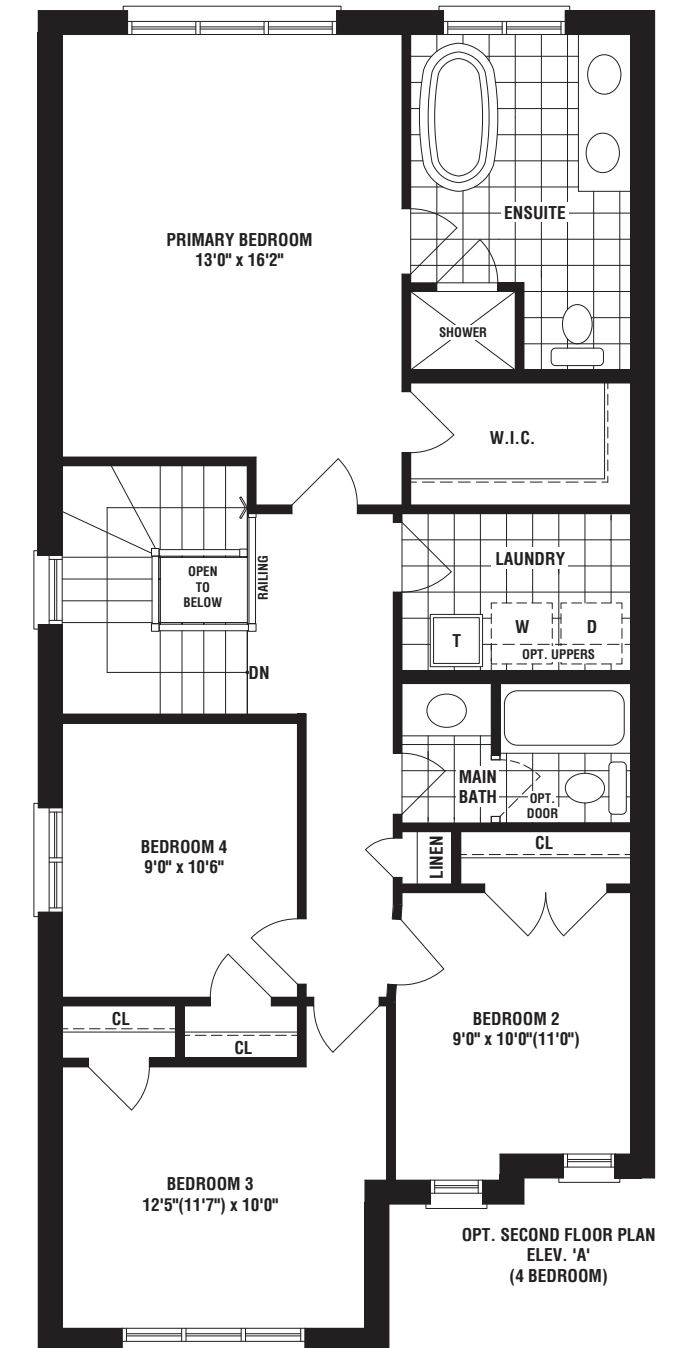 PRIMARY BEDROOM
13'0" x 16'2"
ENSUITE
SHOWER
W.I.C.
OPEN
TO
BELOW
RAILING
DN
LAUNDRY
T
W
D
OPT. UPPERS
MAIN
BATH
OPT.
DOOR
LINEN
CL
BEDROOM 4
9'0" x 10'6"
CL
CL
BEDROOM 2
9'0" x 10'0"(11'0")
BEDROOM 3
12'5"(11'7") x 10'0"
OPT. SECOND FLOOR PLAN
ELEV. 'A'
(4 BEDROOM)